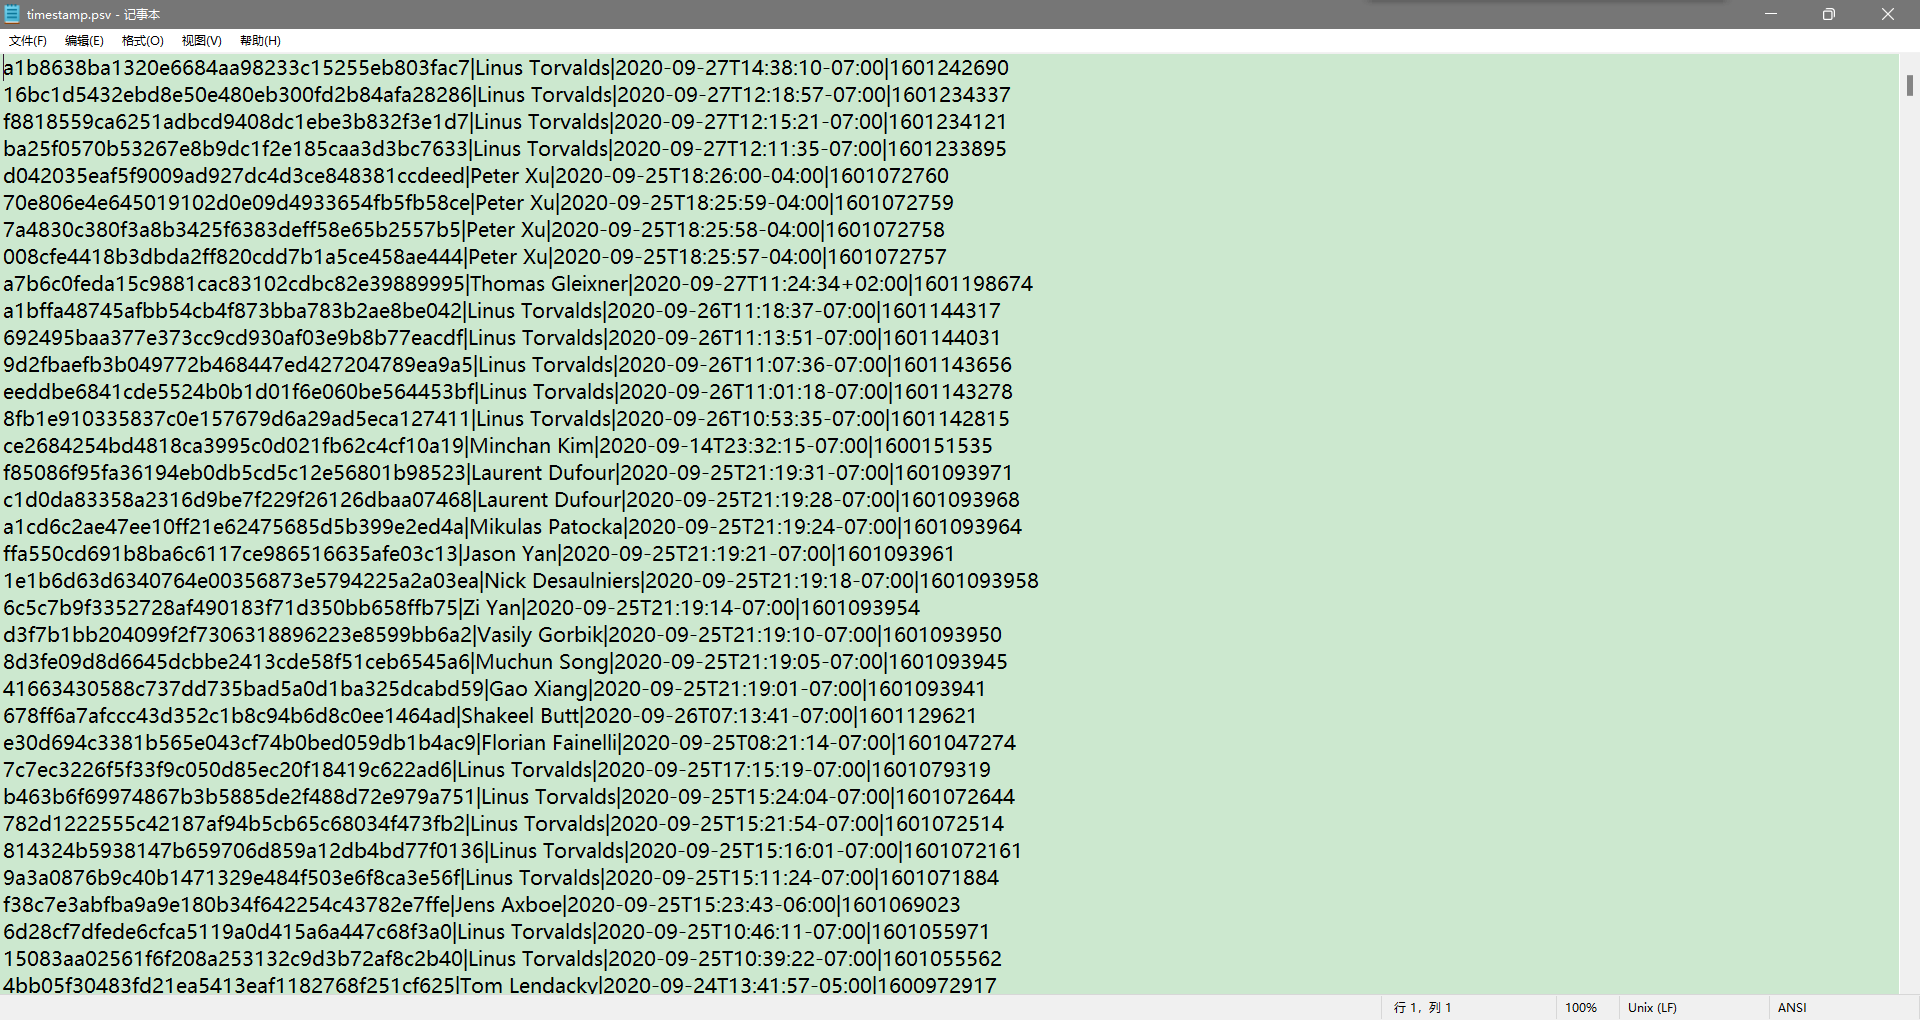 timestamp.psv - 记事本
文件(F) 编辑(E) 格式(O) 视图(V) 帮助(H)
a1b8638ba1320e6684aa98233c15255eb803fac7|Linus Torvalds|2020-09-27T14:38:10-07:00|1601242690
16bc1d5432ebd8e50e480eb300fd2b84afa28286|Linus Torvalds|2020-09-27T12:18:57-07:00|1601234337
f8818559ca6251adbcd9408dc1ebe3b832f3e1d7|Linus Torvalds|2020-09-27T12:15:21-07:00|1601234121
ba25f0570b53267e8b9dc1f2e185caa3d3bc7633|Linus Torvalds|2020-09-27T12:11:35-07:00|1601233895
d042035eaf5f9009ad927dc4d3ce848381ccdeed|Peter Xu|2020-09-25T18:26:00-04:00|1601072760
70e806e4e645019102d0e09d4933654fb5fb58ce|Peter Xu|2020-09-25T18:25:59-04:00|1601072759
7a4830c380f3a8b3425f6383deff58e65b2557b5|Peter Xu|2020-09-25T18:25:58-04:00|1601072758
008cfe4418b3dbda2ff820cdd7b1a5ce458ae444|Peter Xu|2020-09-25T18:25:57-04:00|1601072757
a7b6c0feda15c9881cac83102cdbc82e39889995|Thomas Gleixner|2020-09-27T11:24:34+02:00|1601198674
a1bffa48745afbb54cb4f873bba783b2ae8be042|Linus Torvalds|2020-09-26T11:18:37-07:00|1601144317
692495baa377e373cc9cd930af03e9b8b77eacdf|Linus Torvalds|2020-09-26T11:13:51-07:00|1601144031
9d2fbaefb3b049772b468447ed427204789ea9a5|Linus Torvalds|2020-09-26T11:07:36-07:00|1601143656
eeddbe6841cde5524b0b1d01f6e060be564453bf|Linus Torvalds|2020-09-26T11:01:18-07:00|1601143278
8fb1e910335837c0e157679d6a29ad5eca127411|Linus Torvalds|2020-09-26T10:53:35-07:00|1601142815
ce2684254bd4818ca3995c0d021fb62c4cf10a19|Minchan Kim|2020-09-14T23:32:15-07:00|1600151535
f85086f95fa36194eb0db5cd5c12e56801b98523|Laurent Dufour|2020-09-25T21:19:31-07:00|1601093971
c1d0da83358a2316d9be7f229f26126dbaa07468|Laurent Dufour|2020-09-25T21:19:28-07:00|1601093968
a1cd6c2ae47ee10ff21e62475685d5b399e2ed4a|Mikulas Patocka|2020-09-25T21:19:24-07:00|1601093964
ffa550cd691b8ba6c6117ce986516635afe03c13|Jason Yan|2020-09-25T21:19:21-07:00|1601093961
1e1b6d63d6340764e00356873e5794225a2a03ea|Nick Desaulniers|2020-09-25T21:19:18-07:00|1601093958
6c5c7b9f3352728af490183f71d350bb658ffb75|Zi Yan|2020-09-25T21:19:14-07:00|1601093954
d3f7b1bb204099f2f7306318896223e8599bb6a2|Vasily Gorbik|2020-09-25T21:19:10-07:00|1601093950
8d3fe09d8d6645dcbbe2413cde58f51ceb6545a6|Muchun Song|2020-09-25T21:19:05-07:00|1601093945
41663430588c737dd735bad5a0d1ba325dcabd59|Gao Xiang|2020-09-25T21:19:01-07:00|1601093941
678ff6a7afccc43d352c1b8c94b6d8c0ee1464ad|Shakeel Butt|2020-09-26T07:13:41-07:00|1601129621
e30d694c3381b565e043cf74b0bed059db1b4ac9|Florian Fainelli|2020-09-25T08:21:14-07:00|1601047274
7c7ec3226f5f33f9c050d85ec20f18419c622ad6|Linus Torvalds|2020-09-25T17:15:19-07:00|1601079319
b463b6f69974867b3b5885de2f488d72e979a751|Linus Torvalds|2020-09-25T15:24:04-07:00|1601072644
782d1222555c42187af94b5cb65c68034f473fb2|Linus Torvalds|2020-09-25T15:21:54-07:00|1601072514
814324b5938147b659706d859a12db4bd77f0136|Linus Torvalds|2020-09-25T15:16:01-07:00|1601072161
9a3a0876b9c40b1471329e484f503e6f8ca3e56f|Linus Torvalds|2020-09-25T15:11:24-07:00|1601071884
f38c7e3abfba9a9e180b34f642254c43782e7ffe|Jens Axboe|2020-09-25T15:23:43-06:00|1601069023
6d28cf7dfede6cfca5119a0d415a6a447c68f3a0|Linus Torvalds|2020-09-25T10:46:11-07:00|1601055971
15083aa02561f6f208a253132c9d3b72af8c2b40|Linus Torvalds|2020-09-25T10:39:22-07:00|1601055562
4bb05f30483fd21ea5413eaf1182768f251cf625|Tom Lendacky|2020-09-24T13:41:57-05:00|1600972917
行 1，列 1 100% Unix (LF) ANSI